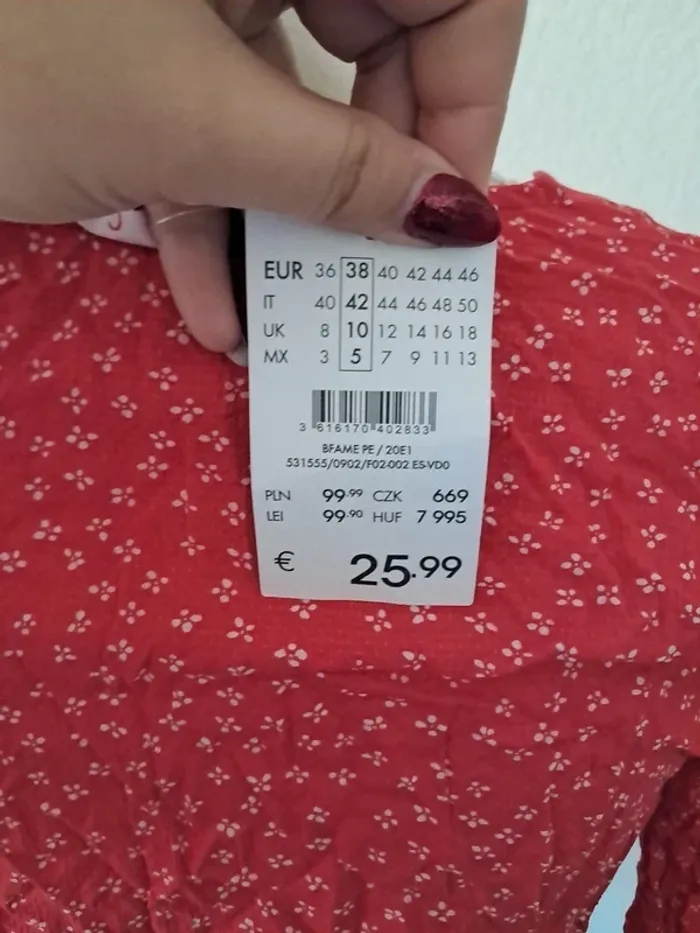 EUR 36 38 40 42 44 46
IT 40 42 44 46 48 50
UK 8 10 12 14 16 18
MX 3 5 7 9 11 13
3 616170 402833
BFAME PE / 20E1
531555/0902/F02-002 ES-VD0
PLN 99.99 CZK 669
LEI 99.90 HUF 7 995
€ 25.99